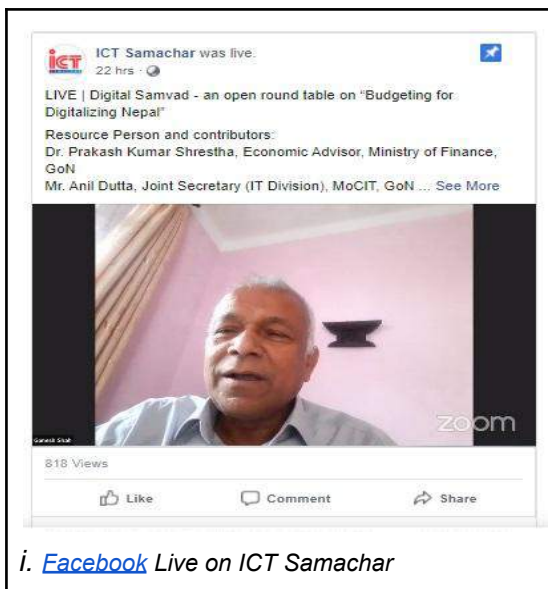 ICT
ICT Samachar was live.
22 hrs ·
LIVE | Digital Samvad - an open round table on "Budgeting for
Digitalizing Nepal"
Resource Person and contributors:
Dr. Prakash Kumar Shrestha, Economic Advisor, Ministry of Finance,
GoN
Mr. Anil Dutta, Joint Secretary (IT Division), MoCIT, GoN ... See More
zoom
Ganesh Shah
818 Views
Like Comment Share
i. Facebook Live on ICT Samachar